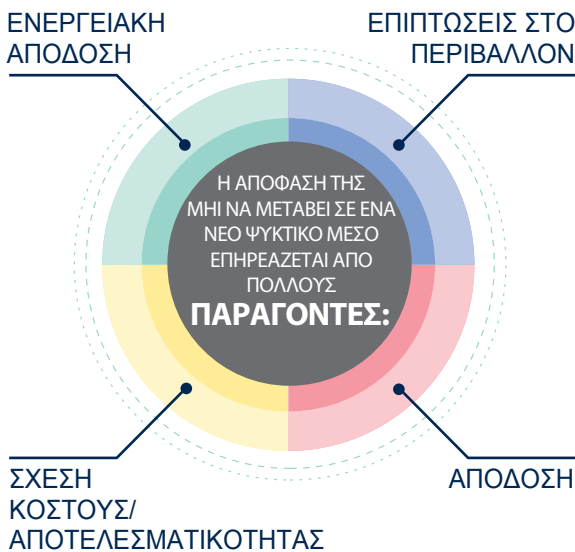 ΕΝΕΡΓΕΙΑΚΗ
ΑΠΟΔΟΣΗ
ΕΠΙΠΤΩΣΕΙΣ ΣΤΟ
ΠΕΡΙΒΑΛΛΟΝ
Η ΑΠΟΦΑΣΗ ΤΗΣ
MHI ΝΑ ΜΕΤΑΒΕΙ ΣΕ ΕΝΑ
ΝΕΟ ΨΥΚΤΙΚΟ ΜΕΣΟ
ΕΠΗΡΕΑΖΕΤΑΙ ΑΠΟ
ΠΟΛΛΟΥΣ
ΠΑΡΑΓΟΝΤΕΣ:
ΣΧΕΣΗ
ΚΟΣΤΟΥΣ/
ΑΠΟΤΕΛΕΣΜΑΤΙΚΟΤΗΤΑΣ
ΑΠΟΔΟΣΗ